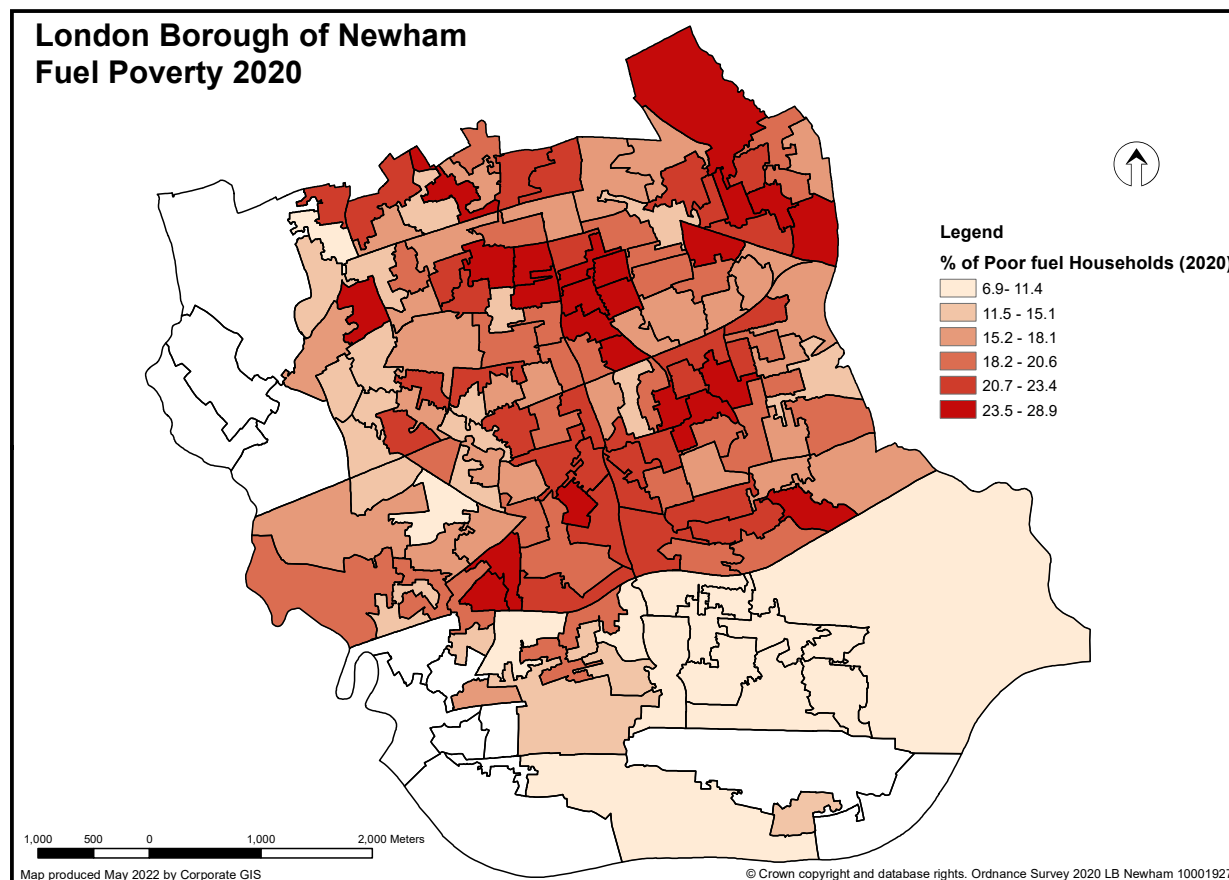 London Borough of Newham
Fuel Poverty 2020
Legend
% of Poor fuel Households (2020)
6.9- 11.4
11.5 - 15.1
15.2 - 18.1
18.2 - 20.6
20.7 - 23.4
23.5 - 28.9
1,000 500 0 1,000 2,000 Meters
Map produced May 2022 by Corporate GIS
© Crown copyright and database rights. Ordnance Survey 2020 LB Newham 10001927